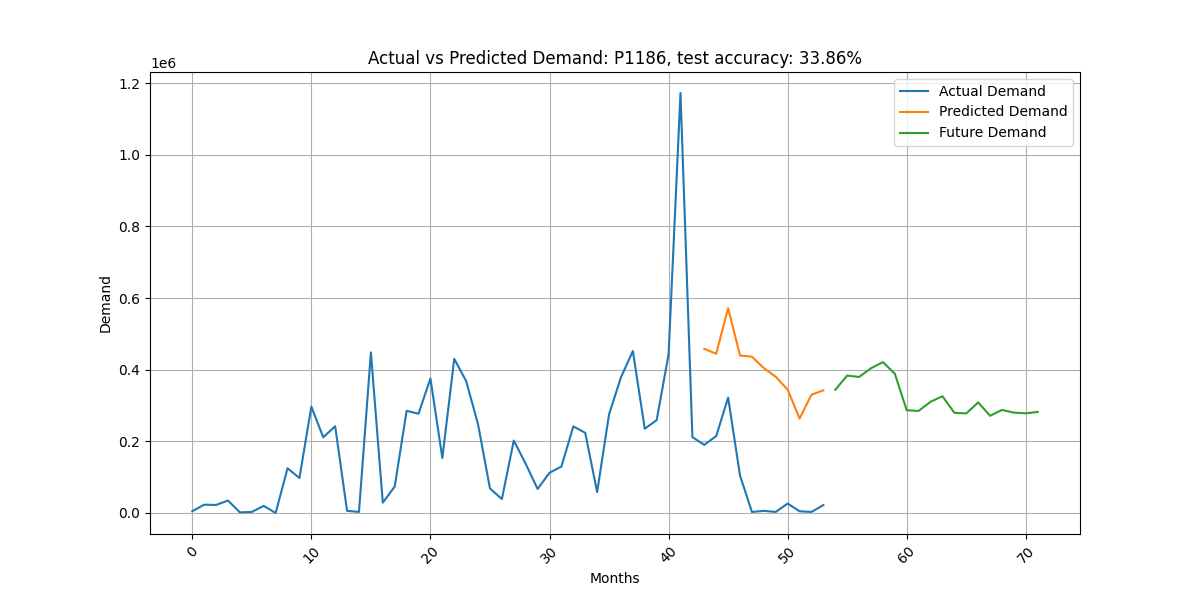 Actual vs Predicted Demand: P1186, test accuracy: 33.86%
1e6
1.2
1.0
0.8
0.6
0.4
0.2
0.0
Demand
Actual Demand
Predicted Demand
Future Demand
0 10 20 30 40 50 60 70
Months